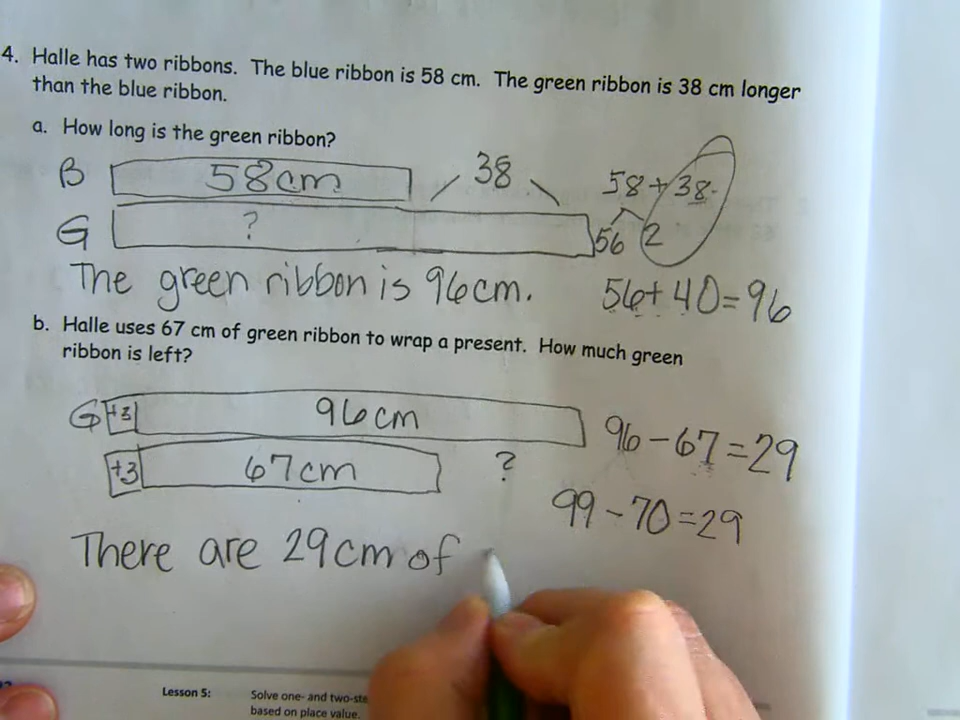 4. Halle has two ribbons. The blue ribbon is 58 cm. The green ribbon is 38 cm longer
than the blue ribbon.
a. How long is the green ribbon?
B 58cm 38 58+38
G ? 56 2
The green ribbon is 96cm. 56+40=96
b. Halle uses 67 cm of green ribbon to wrap a present. How much green
ribbon is left?
G +3 96cm 96-67=29
+3 67cm ?
99-70=29
There are 29cm of
Lesson 5: Solve one- and two-ste
based on place value.